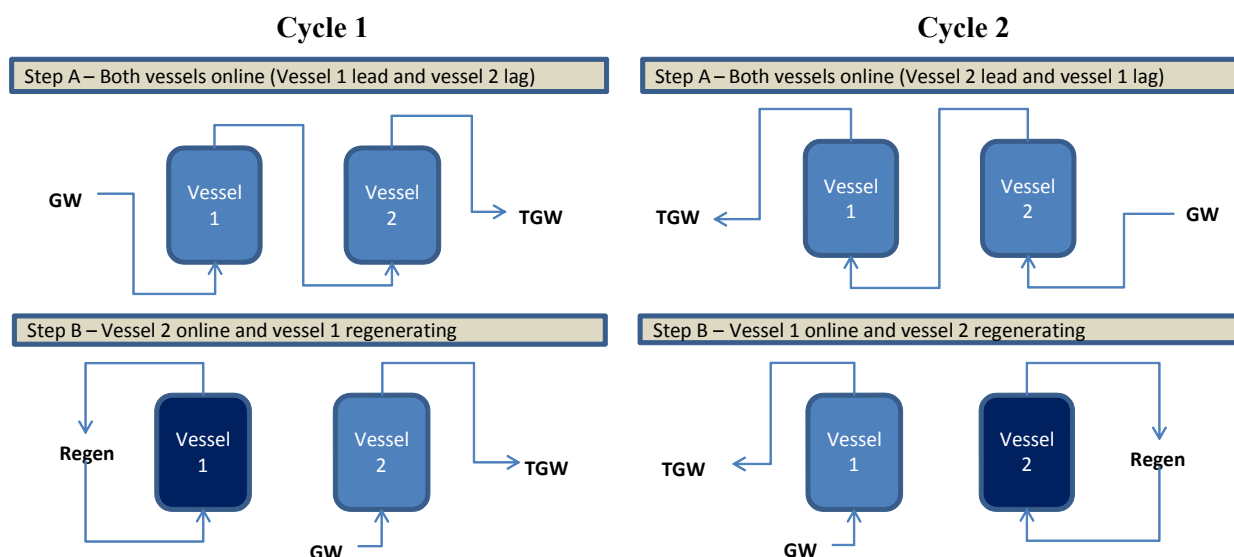 Cycle 1
Step A – Both vessels online (Vessel 1 lead and vessel 2 lag)
GW
Vessel
1
Vessel
2
TGW
Step B – Vessel 2 online and vessel 1 regenerating
Regen
Vessel
1
Vessel
2
TGW
GW
Cycle 2
Step A – Both vessels online (Vessel 2 lead and vessel 1 lag)
TGW
Vessel
1
Vessel
2
GW
Step B – Vessel 1 online and vessel 2 regenerating
TGW
Vessel
1
Vessel
2
Regen
GW